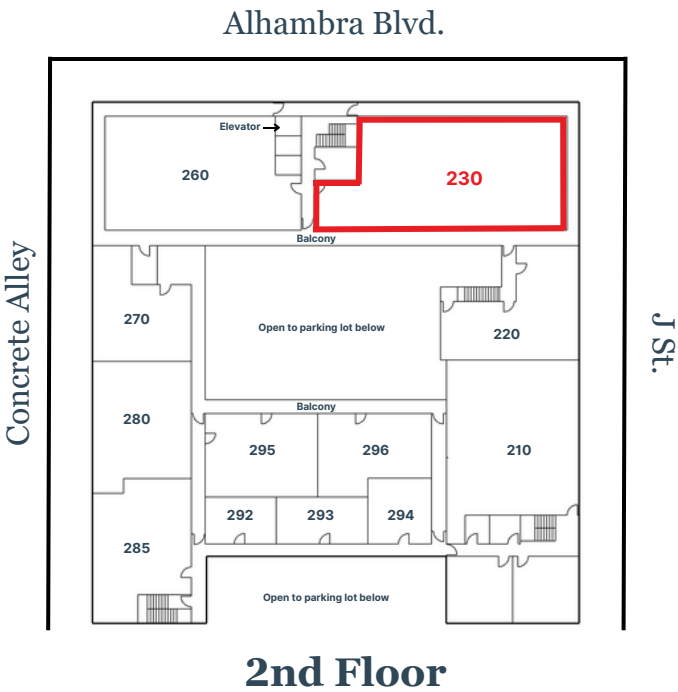 Alhambra Blvd.
Elevator
260
230
Balcony
Concrete Alley
J St.
270
Open to parking lot below
220
280
Balcony
295
296
210
292
293
294
285
Open to parking lot below
2nd Floor